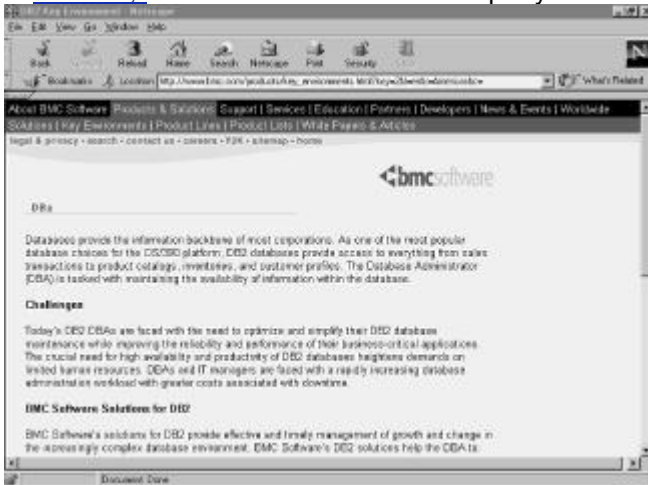 DB2 Key Environment - Netscape
File Edit View Go Window Help
Back Reload Home Search Netscape Print Security
Bookmarks Location What's Related
About BMC Software Products & Solutions Support | Services | Education | Partners | Developers | News & Events | Worldwide
Solutions | Key Environments | Product Lines | Product Lists | White Papers & Articles
legal & privacy - search - contact us - careers - Y2K - sitemap - home
bmcsoftware
DBs
Databases provide the information backbone of most corporations. As one of the most popular
database choices for the OS/390 platform, DB2 databases provide access to everything from sales
transactions to product catalogs, inventories, and customer profiles. The Database Administrator
(DBA) is tasked with maintaining the availability of information within the database.
Challenges
Today's DB2 DBAs are faced with the need to optimize and simplify their DB2 database
maintenance while improving the reliability and performance of their business-critical applications.
The crucial need for high availability and productivity of DB2 databases heightens demands on
limited human resources. DBAs and IT managers are faced with a rapidly increasing database
administration workload with greater costs associated with downtime.
BMC Software Solutions for DB2
BMC Software's solutions for DB2 provide effective and timely management of growth and change in
the increasingly complex database environment. BMC Software's DB2 solutions help the DBA to:
Document Done